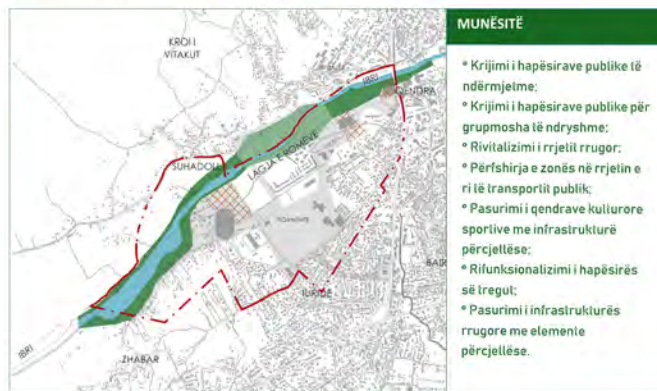 KROI I
VITAKUT
IBRI
QENDRA
SUHADOLL
LAGJA E ROMËVE
ILIRIDË
ZHABAR
IBRI
MUNËSITË
° Krijimi i hapësirave publike të
ndërmjetme;
° Krijimi i hapësirave publike për
grupmosha të ndryshme;
° Rivitalizimi i rrjetit rrugor;
° Përfshirja e zonës në rrjetin e
ri të transportit publik;
° Pasurimi i qendrave kulturore
sportive me infrastrukturë
përcjellëse;
° Rifunksionalizimi i hapësirës
së tregut;
° Pasurimi i infrastrukturës
rrugore me elemente
përcjellëse.